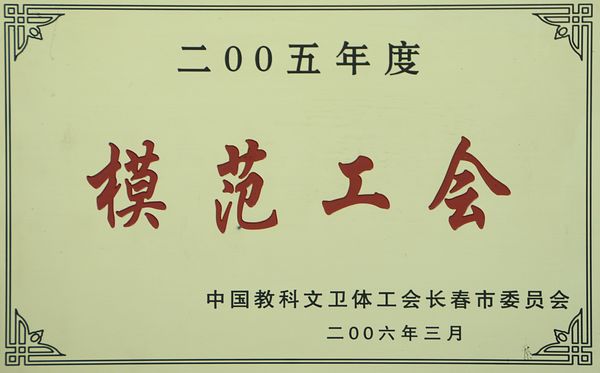 二00五年度
模范工会
中国教科文卫体工会长春市委员会
二00六年三月